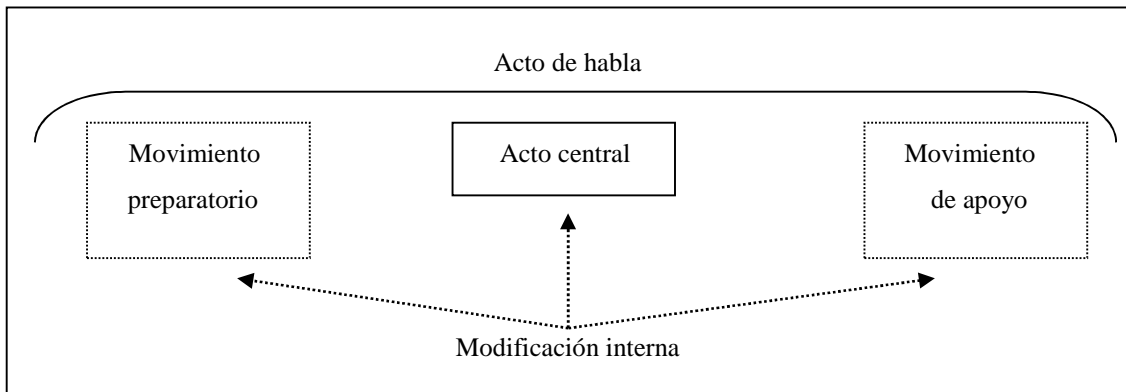 Acto de habla
Movimiento
preparatorio
Acto central
Movimiento
de apoyo
Modificación interna